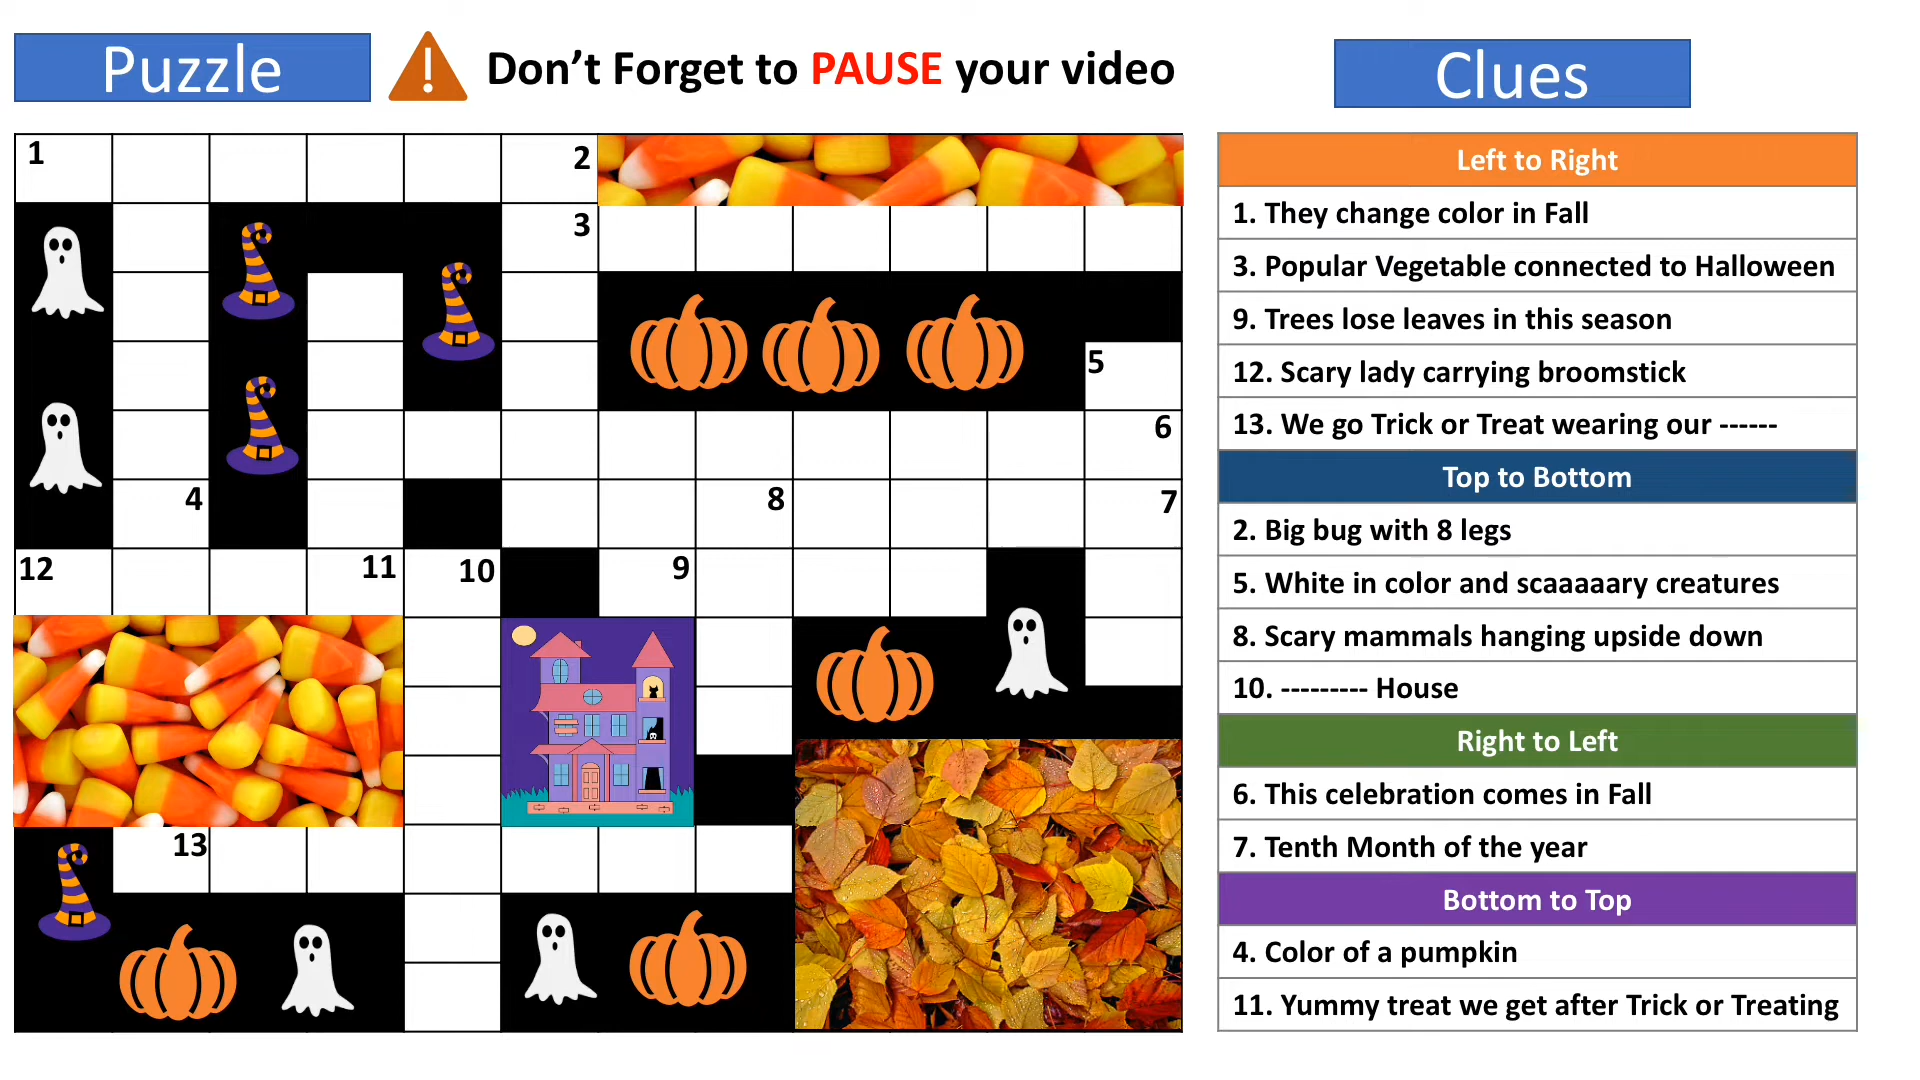 Puzzle
Don't Forget to PAUSE your video
Clues
1
2
3
5
6
4
8
7
12
11
10
9
13
Left to Right
1. They change color in Fall
3. Popular Vegetable connected to Halloween
9. Trees lose leaves in this season
12. Scary lady carrying broomstick
13. We go Trick or Treat wearing our ------
Top to Bottom
2. Big bug with 8 legs
5. White in color and scaaaaary creatures
8. Scary mammals hanging upside down
10. --------- House
Right to Left
6. This celebration comes in Fall
7. Tenth Month of the year
Bottom to Top
4. Color of a pumpkin
11. Yummy treat we get after Trick or Treating